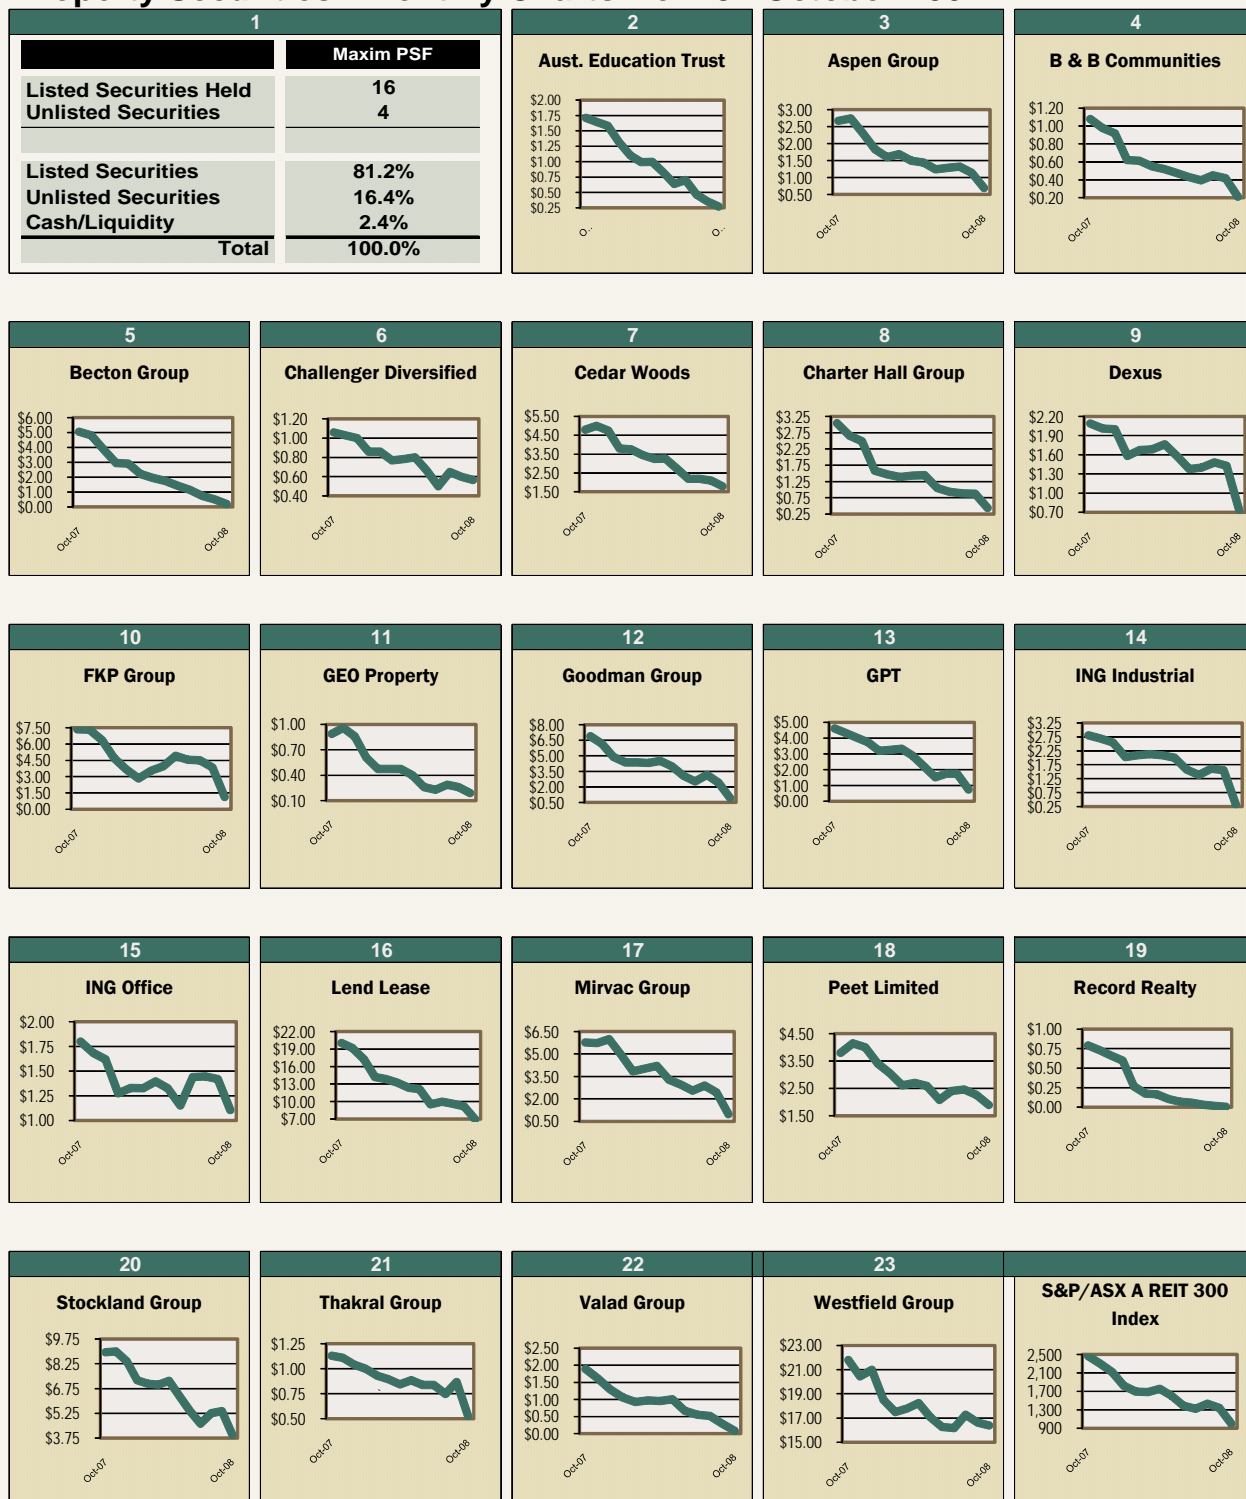 1
Maxim PSF
Listed Securities Held 16
Unlisted Securities 4
Listed Securities 81.2%
Unlisted Securities 16.4%
Cash/Liquidity 2.4%
Total 100.0%
2
Aust. Education Trust
$2.00
$1.75
$1.50
$1.25
$1.00
$0.75
$0.50
$0.25
O..
O..
3
Aspen Group
$3.00
$2.50
$2.00
$1.50
$1.00
$0.50
Oct-07
Oct-08
4
B & B Communities
$1.20
$1.00
$0.80
$0.60
$0.40
$0.20
Oct-07
Oct-08
5
Becton Group
$6.00
$5.00
$4.00
$3.00
$2.00
$1.00
$0.00
Oct-07
Oct-08
6
Challenger Diversified
$1.20
$1.00
$0.80
$0.60
$0.40
Oct-07
Oct-08
7
Cedar Woods
$5.50
$4.50
$3.50
$2.50
$1.50
Oct-07
Oct-08
8
Charter Hall Group
$3.25
$2.75
$2.25
$1.75
$1.25
$0.75
$0.25
Oct-07
Oct-08
9
Dexus
$2.20
$1.90
$1.60
$1.30
$1.00
$0.70
Oct-07
Oct-08
10
FKP Group
$7.50
$6.00
$4.50
$3.00
$1.50
$0.00
Oct-07
Oct-08
11
GEO Property
$1.00
$0.70
$0.40
$0.10
Oct-07
Oct-08
12
Goodman Group
$8.00
$6.50
$5.00
$3.50
$2.00
$0.50
Oct-07
Oct-08
13
GPT
$5.00
$4.00
$3.00
$2.00
$1.00
$0.00
Oct-07
Oct-08
14
ING Industrial
$3.25
$2.75
$2.25
$1.75
$1.25
$0.75
$0.25
Oct-07
Oct-08
15
ING Office
$2.00
$1.75
$1.50
$1.25
$1.00
Oct-07
Oct-08
16
Lend Lease
$22.00
$19.00
$16.00
$13.00
$10.00
$7.00
Oct-07
Oct-08
17
Mirvac Group
$6.50
$5.00
$3.50
$2.00
$0.50
Oct-07
Oct-08
18
Peet Limited
$4.50
$3.50
$2.50
$1.50
Oct-07
Oct-08
19
Record Realty
$1.00
$0.75
$0.50
$0.25
$0.00
Oct-07
Oct-08
20
Stockland Group
$9.75
$8.25
$6.75
$5.25
$3.75
Oct-07
Oct-08
21
Thakral Group
$1.25
$1.00
$0.75
$0.50
Oct-07
Oct-08
22
Valad Group
$2.50
$2.00
$1.50
$1.00
$0.50
$0.00
Oct-07
Oct-08
23
Westfield Group
$23.00
$21.00
$19.00
$17.00
$15.00
Oct-07
Oct-08
S&P/ASX A REIT 300
Index
2,500
2,100
1,700
1,300
900
Oct-07
Oct-08